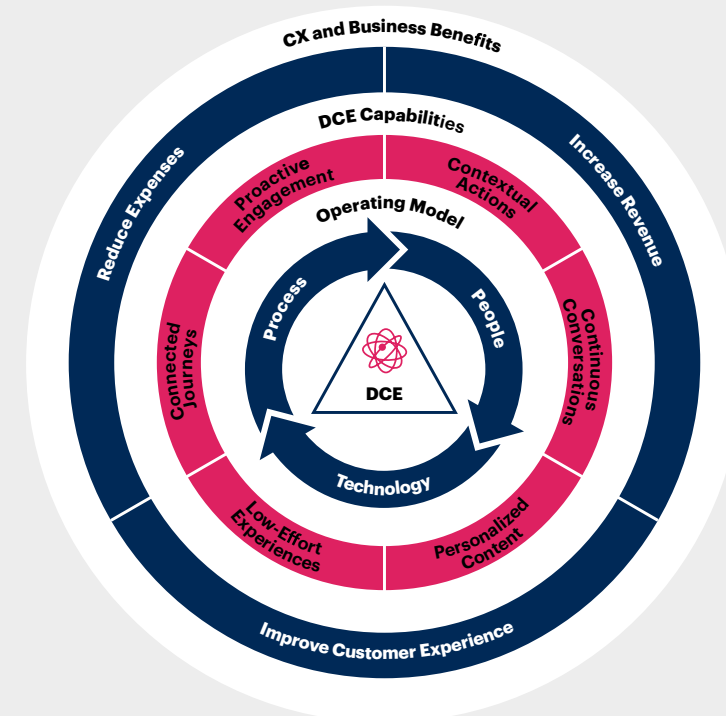 CX and Business Benefits
Reduce Expenses
Increase Revenue
Improve Customer Experience
DCE Capabilities
Proactive
Engagement
Contextual
Actions
Continuous
Conversations
Personalized
Content
Low-Effort
Experiences
Connected
Journeys
Operating Model
Process
People
Technology
DCE